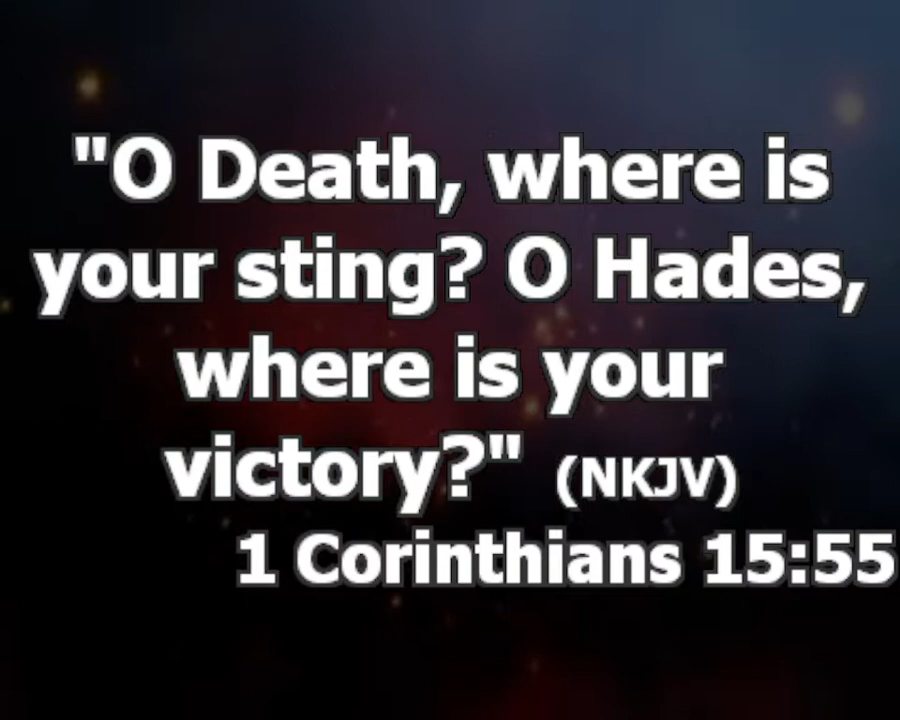 "O Death, where is
your sting? O Hades,
where is your
victory?" (NKJV)
1 Corinthians 15:55